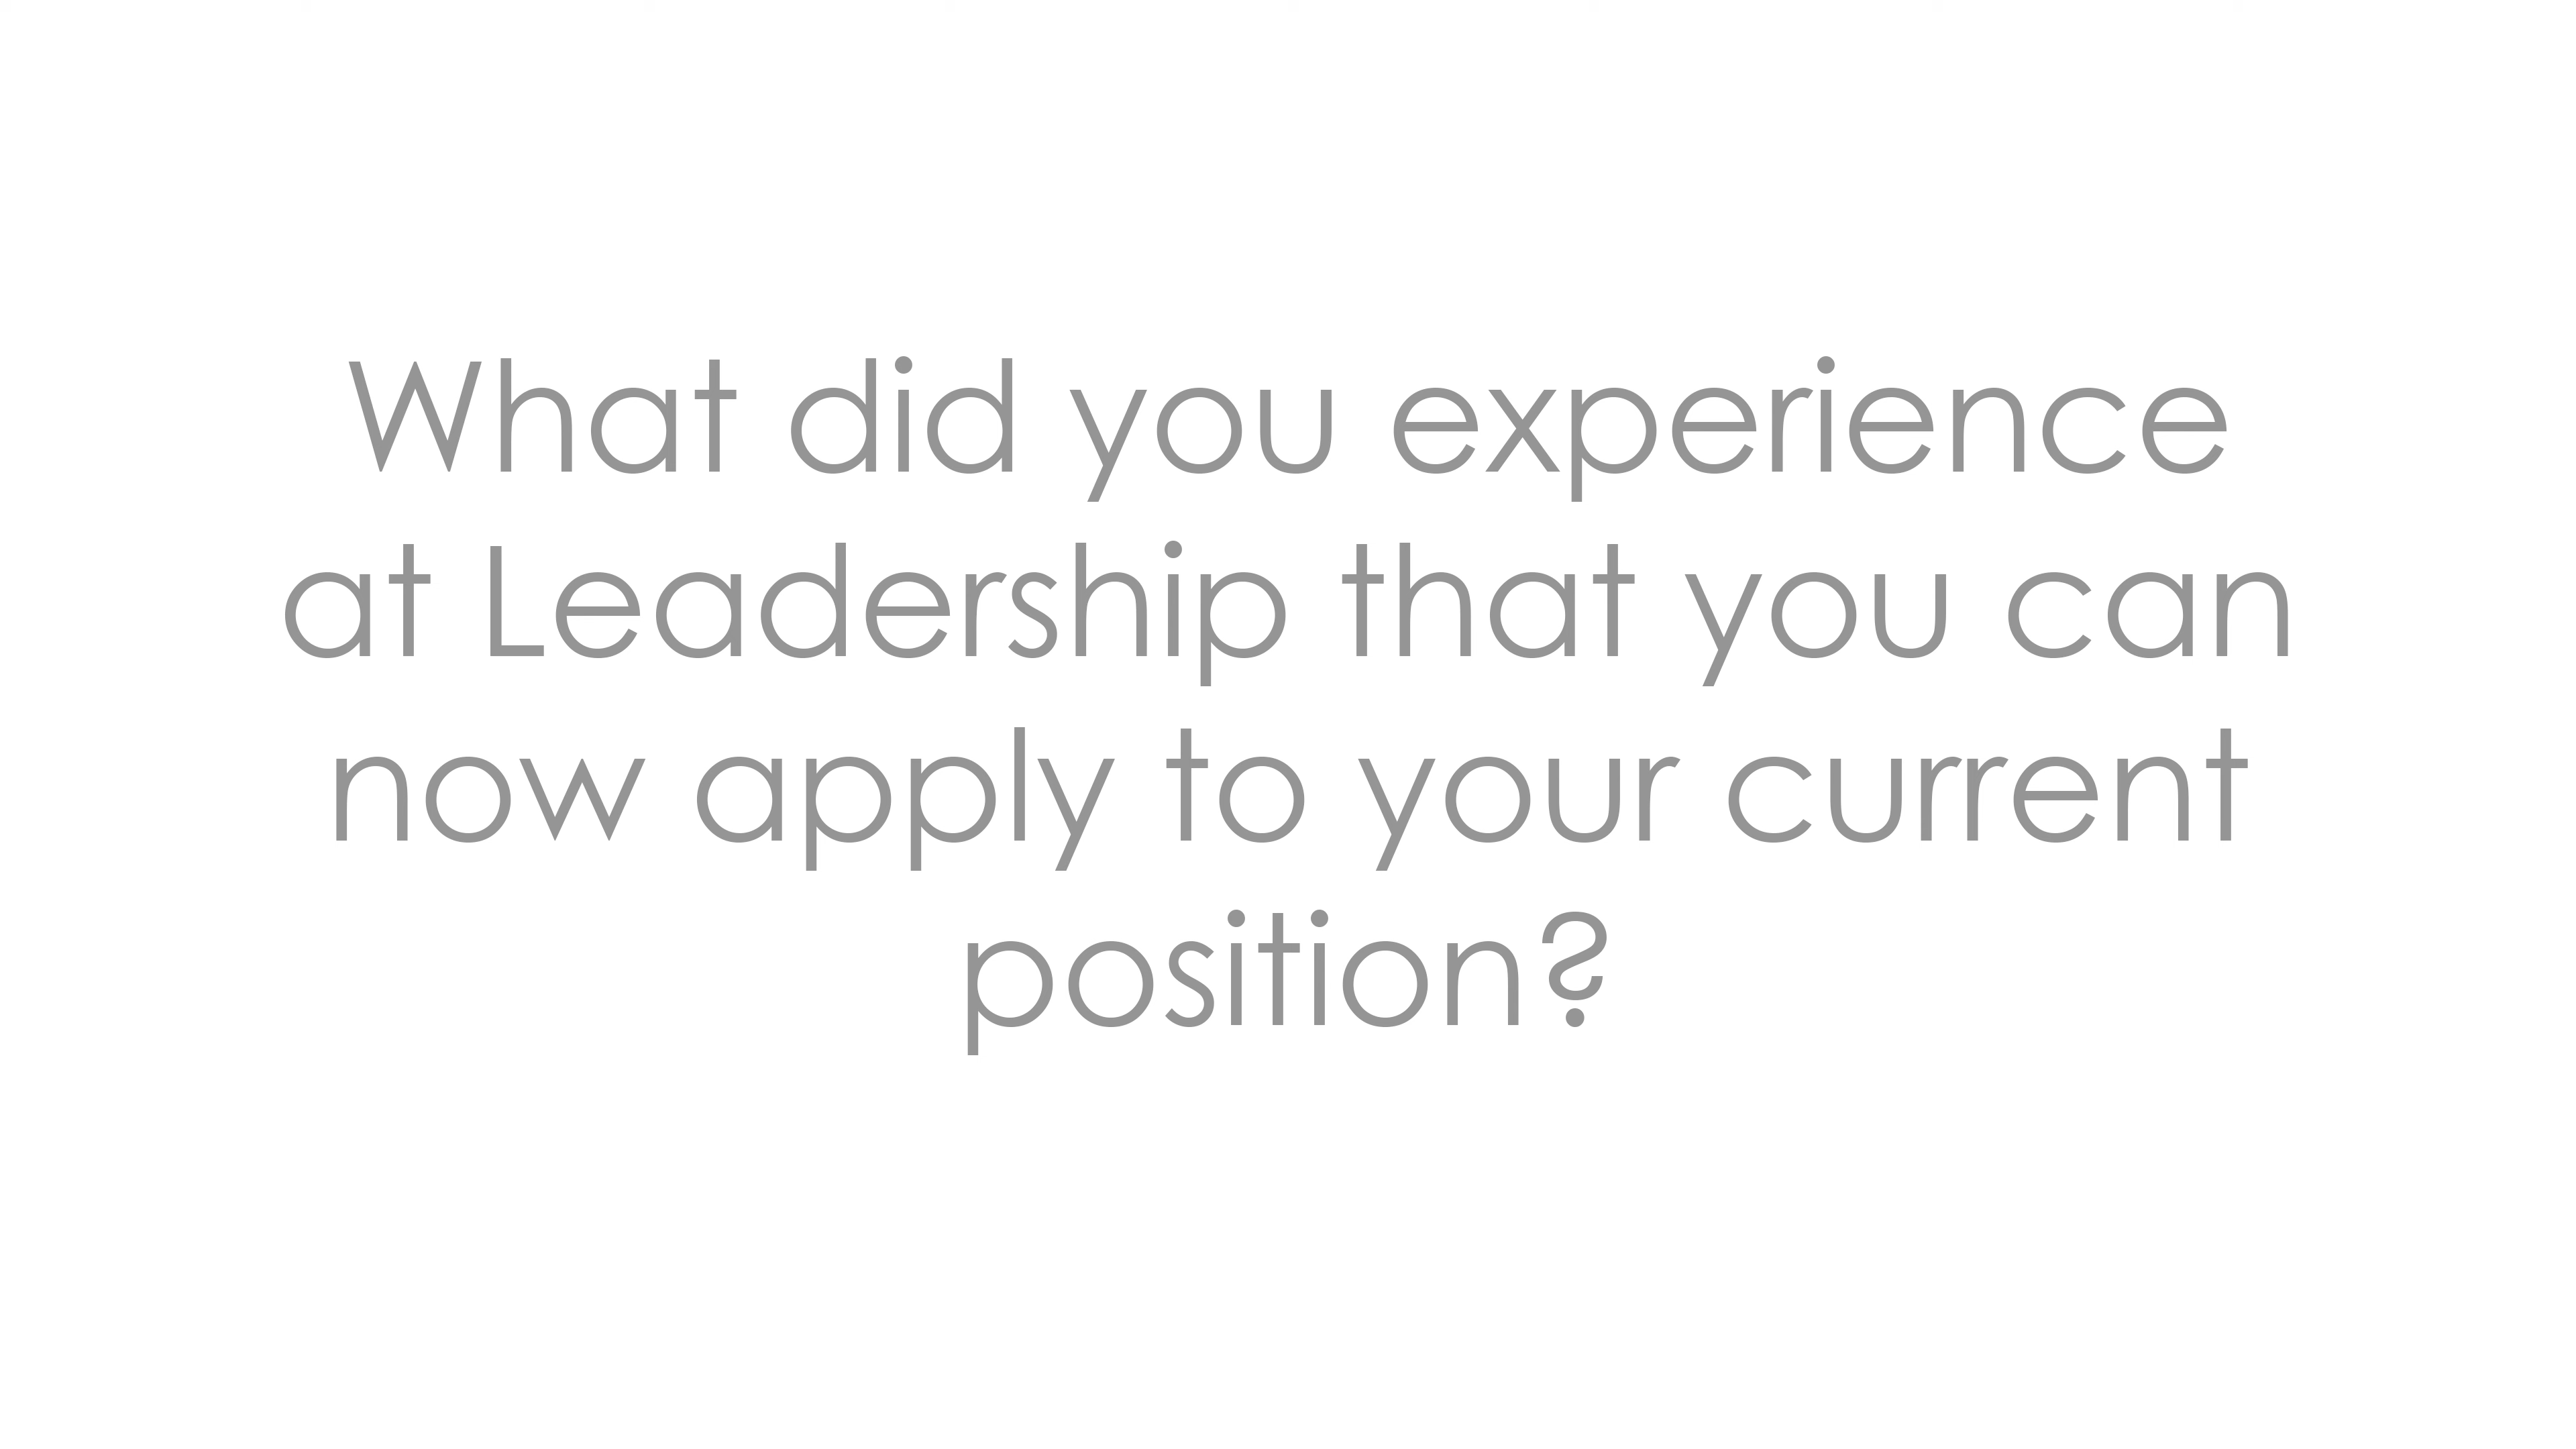 What did you experience
at Leadership that you can
now apply to your current
position?